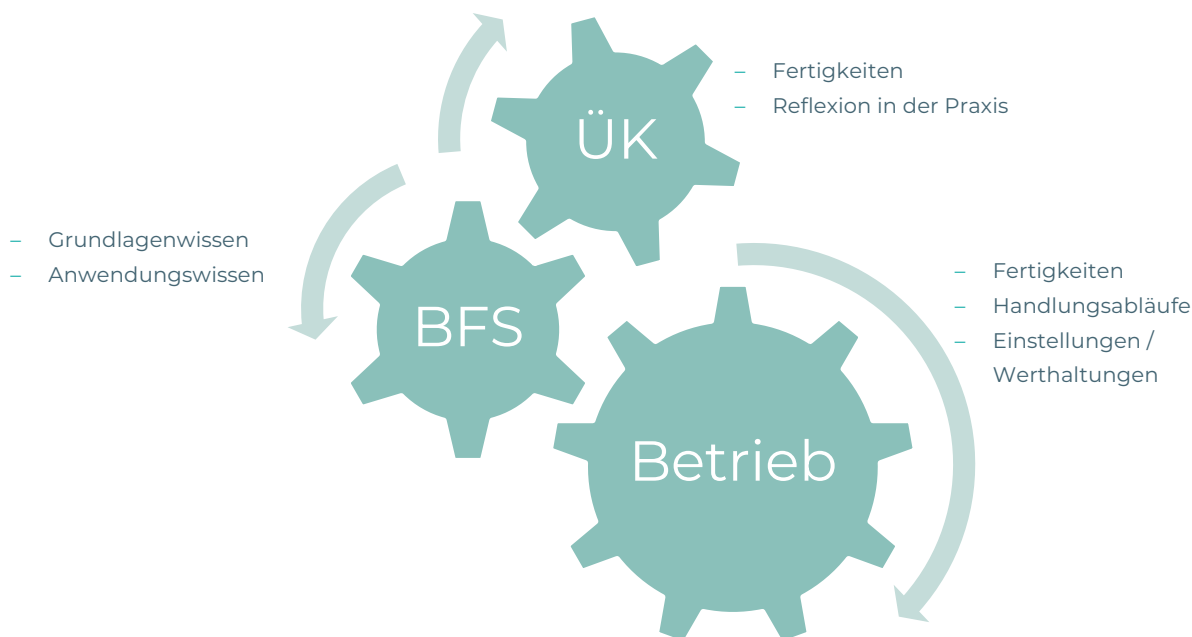 – Fertigkeiten
– Reflexion in der Praxis
ÜK
– Grundlagenwissen
– Anwendungswissen
BFS
– Fertigkeiten
– Handlungsabläufe
– Einstellungen /
Werthaltungen
Betrieb